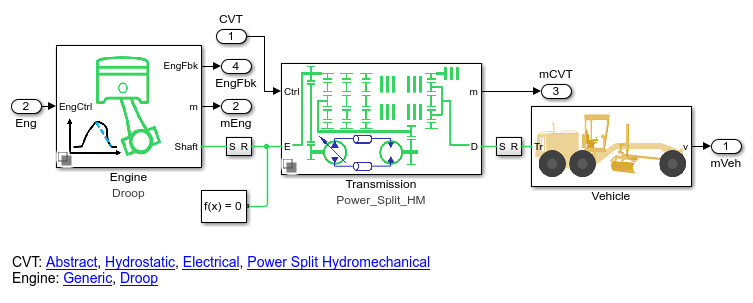 CVT
1
EngFbk
4
EngFbk
2
Eng
EngCtrl
m
2
mEng
Shaft
S R
Engine
Droop
f(x) = 0
Ctrl
E
m
D
Transmission
Power_Split_HM
mCVT
3
S R
Tr
v
Vehicle
1
mVeh
CVT: Abstract, Hydrostatic, Electrical, Power Split Hydromechanical
Engine: Generic, Droop